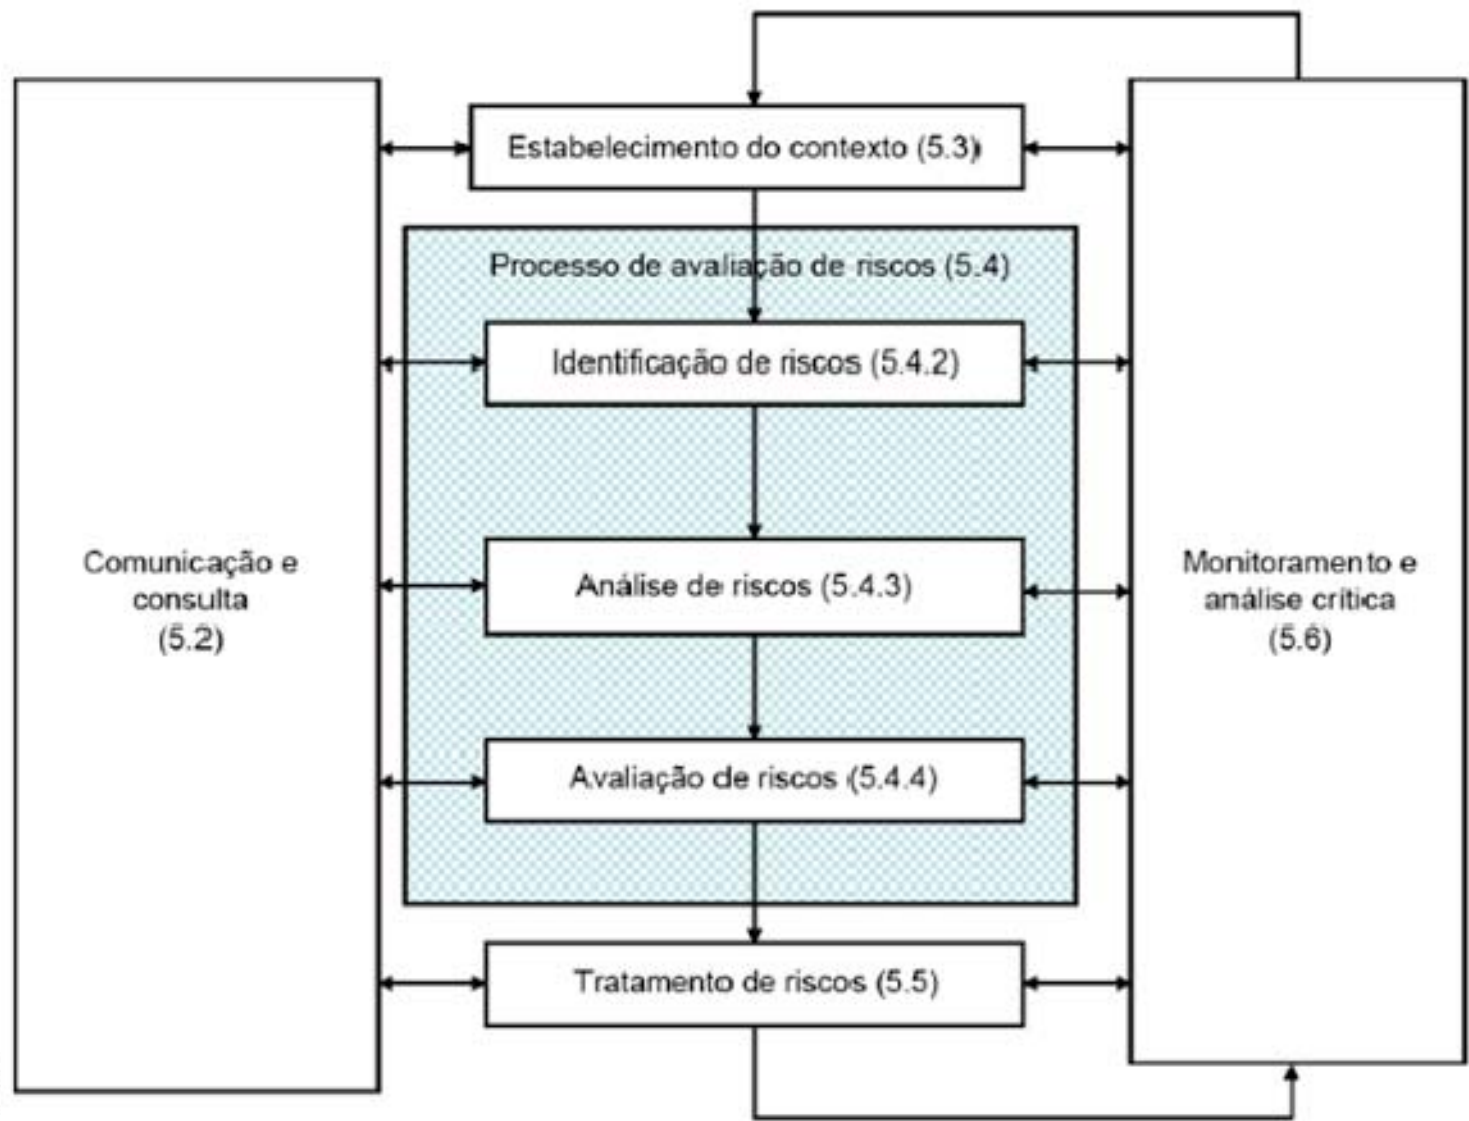 Estabelecimento do contexto (5.3)
Processo de avaliação de riscos (5.4)
Identificação de riscos (5.4.2)
Comunicação e
consulta
(5.2)
Análise de riscos (5.4.3)
Monitoramento e
análise crítica
(5.6)
Avaliação de riscos (5.4.4)
Tratamento de riscos (5.5)